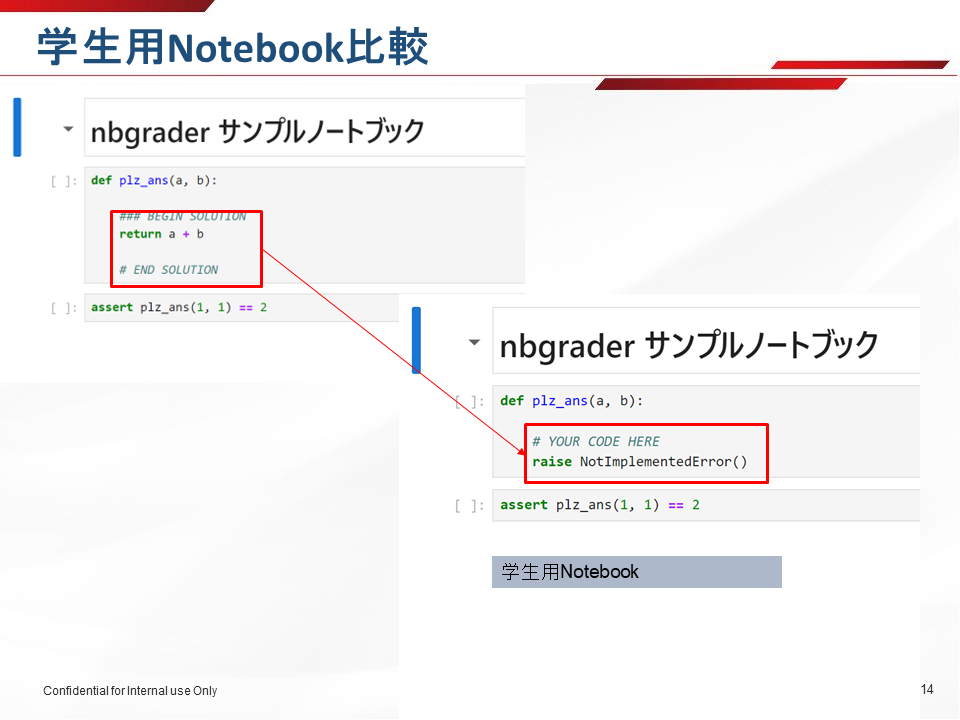 学生用Notebook比較
nbgrader サンプルノートブック
[ ]: def plz_ans(a, b):
### BEGIN SOLUTION
return a + b
# END SOLUTION
[ ]: assert plz_ans(1, 1) == 2
nbgrader サンプルノートブック
[ ]: def plz_ans(a, b):
# YOUR CODE HERE
raise NotImplementedError()
[ ]: assert plz_ans(1, 1) == 2
学生用Notebook
Confidential for Internal use Only
14